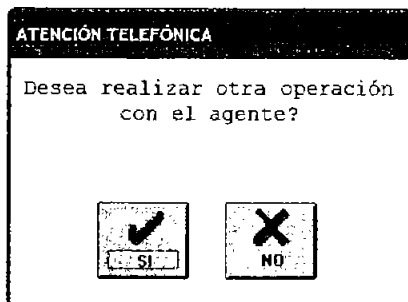 ATENCIÓN TELEFÓNICA
Desea realizar otra operación
con el agente?
SI
NO